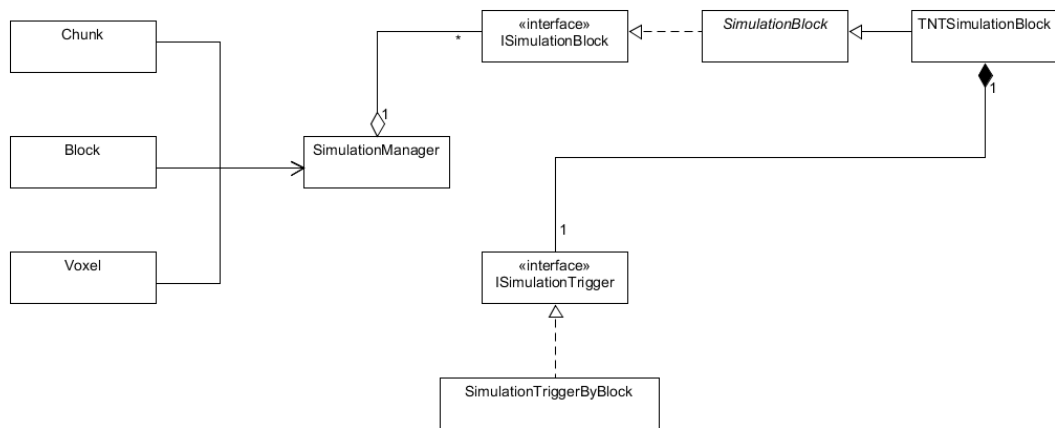 Chunk
Block
Voxel
SimulationManager
1
*
«interface»
ISimulationBlock
SimulationBlock
TNTSimulationBlock
1
1
«interface»
ISimulationTrigger
SimulationTriggerByBlock